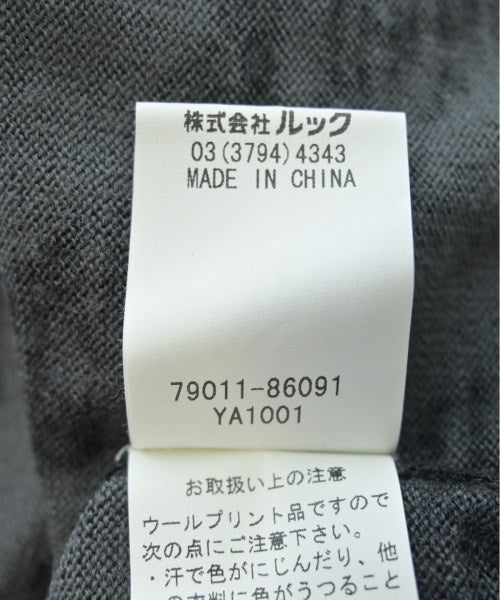 株式会社 ルック
03(3794)4343
MADE IN CHINA
79011-86091
YA1001
お取扱い上の注意
ウールプリント品ですので
次の点にご注意下さい。
・汗で色がにじんだり、他
の衣料に色がうつること